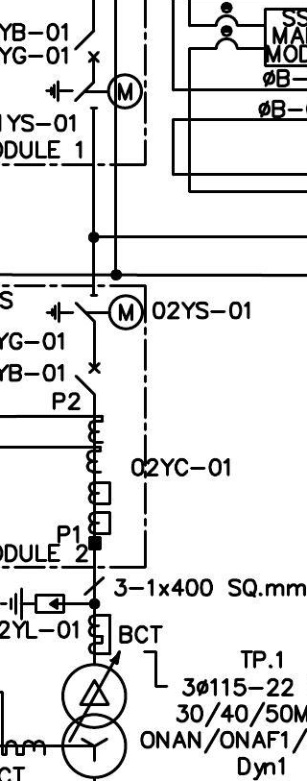 YB-01
YG-01
M
1YS-01
ODULE 1
SS
MA
MOD
øB-
øB-
S
M
02YS-01
YG-01
YB-01
P2
02YC-01
P1
ODULE 2
3-1x400 SQ.mm
2YL-01
BCT
TP.1
3ø115-22
30/40/50M
ONAN/ONAF1/
Dyn1
CT